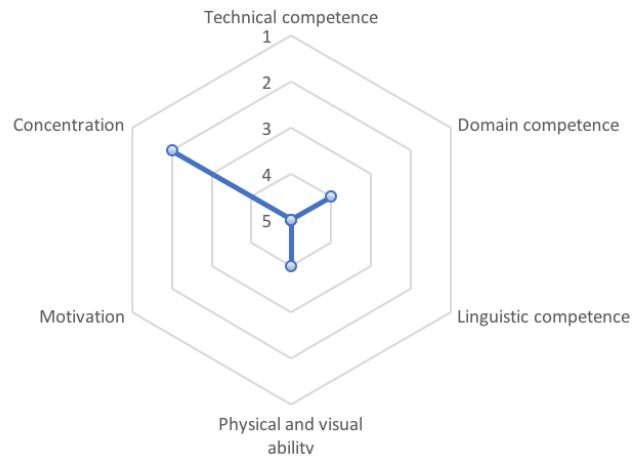 Technical competence
1
2
3
4
5
Concentration
Domain competence
Motivation
Linguistic competence
Physical and visual
ability